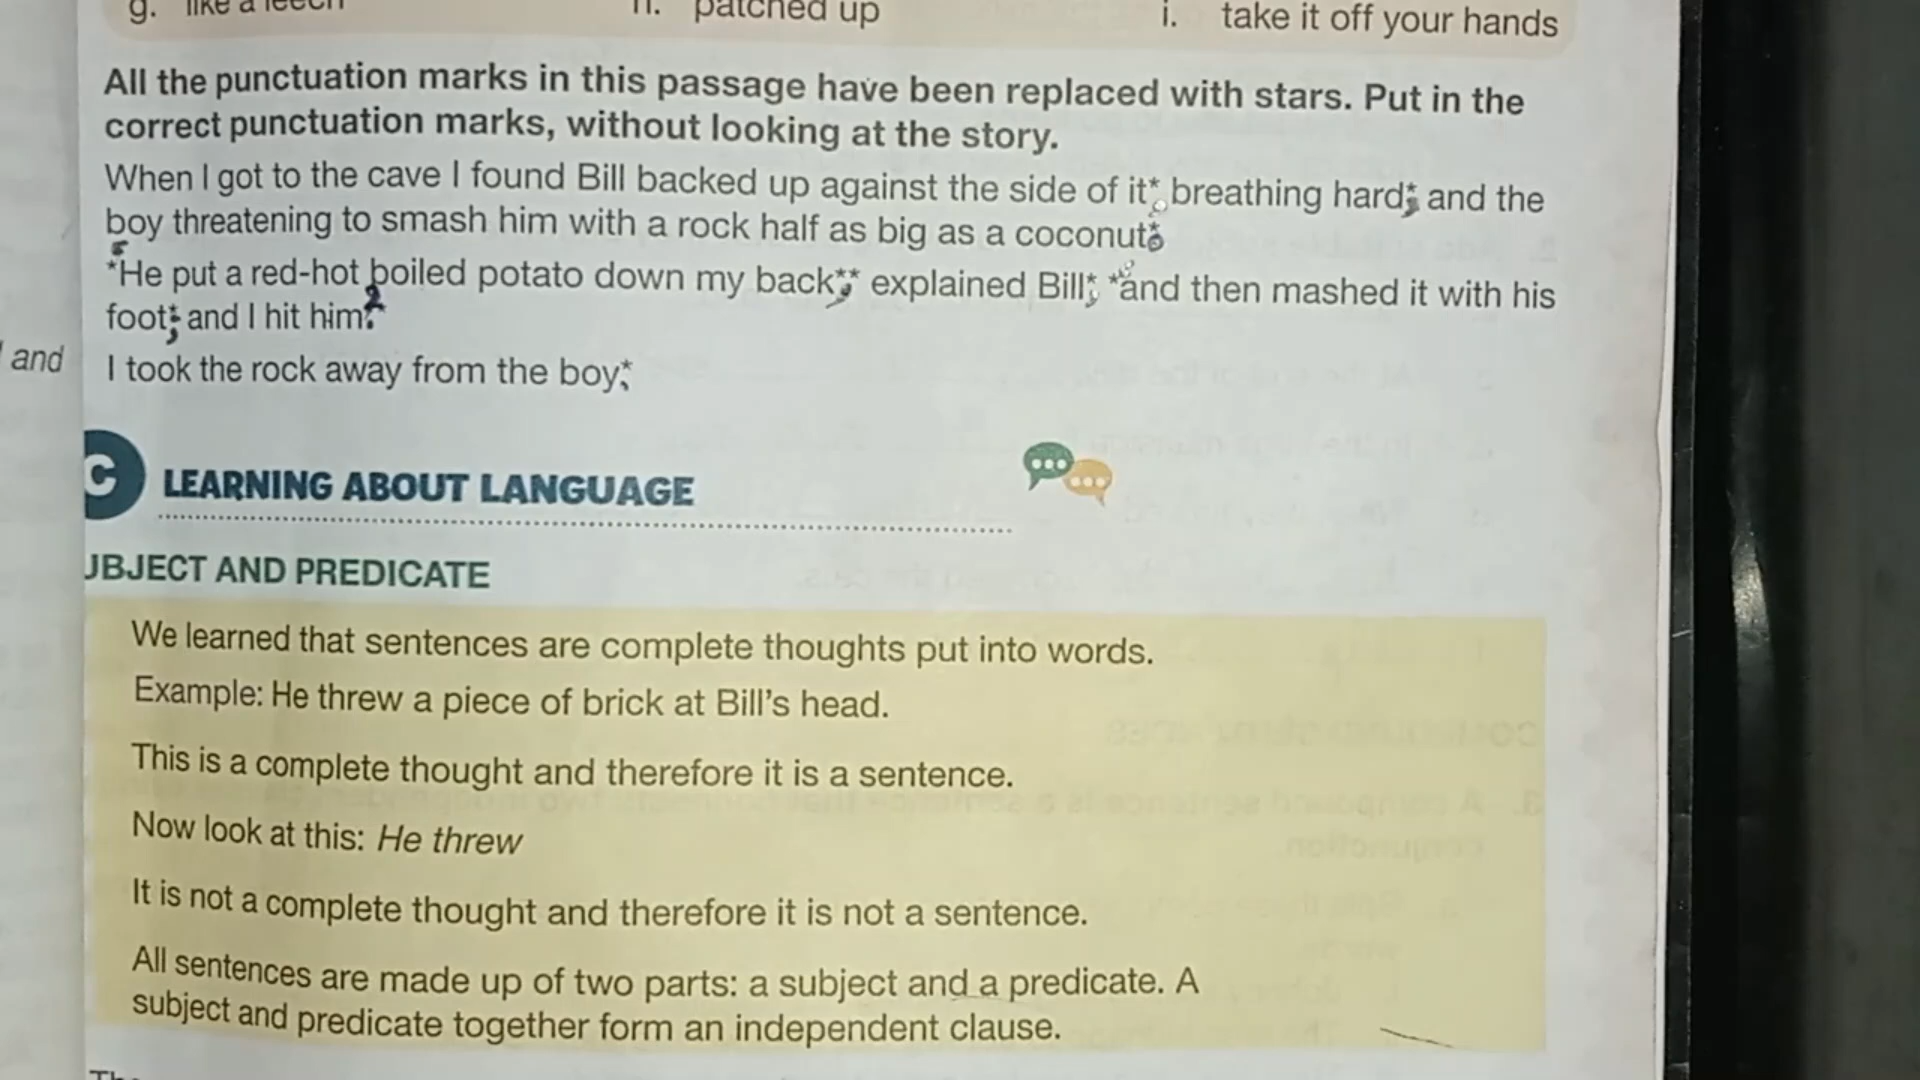 g. like a leech h. patched up i. take it off your hands
All the punctuation marks in this passage have been replaced with stars. Put in the
correct punctuation marks, without looking at the story.
When I got to the cave I found Bill backed up against the side of it* breathing hard*, and the
boy threatening to smash him with a rock half as big as a coconut*
*He put a red-hot boiled potato down my back** explained Bill* *and then mashed it with his
foot* and I hit him.*
and
I took the rock away from the boy*
C LEARNING ABOUT LANGUAGE
UBJECT AND PREDICATE
We learned that sentences are complete thoughts put into words.
Example: He threw a piece of brick at Bill's head.
This is a complete thought and therefore it is a sentence.
Now look at this: He threw
It is not a complete thought and therefore it is not a sentence.
All sentences are made up of two parts: a subject and a predicate. A
subject and predicate together form an independent clause.